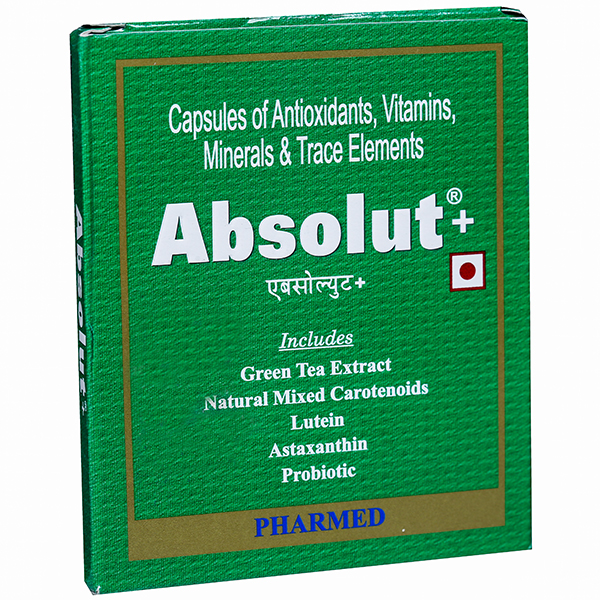 Capsules of Antioxidants, Vitamins,
Minerals & Trace Elements
Absolut®+
एबसोल्युट+
Includes
Green Tea Extract
Natural Mixed Carotenoids
Lutein
Astaxanthin
Probiotic
PHARMED
Absolut